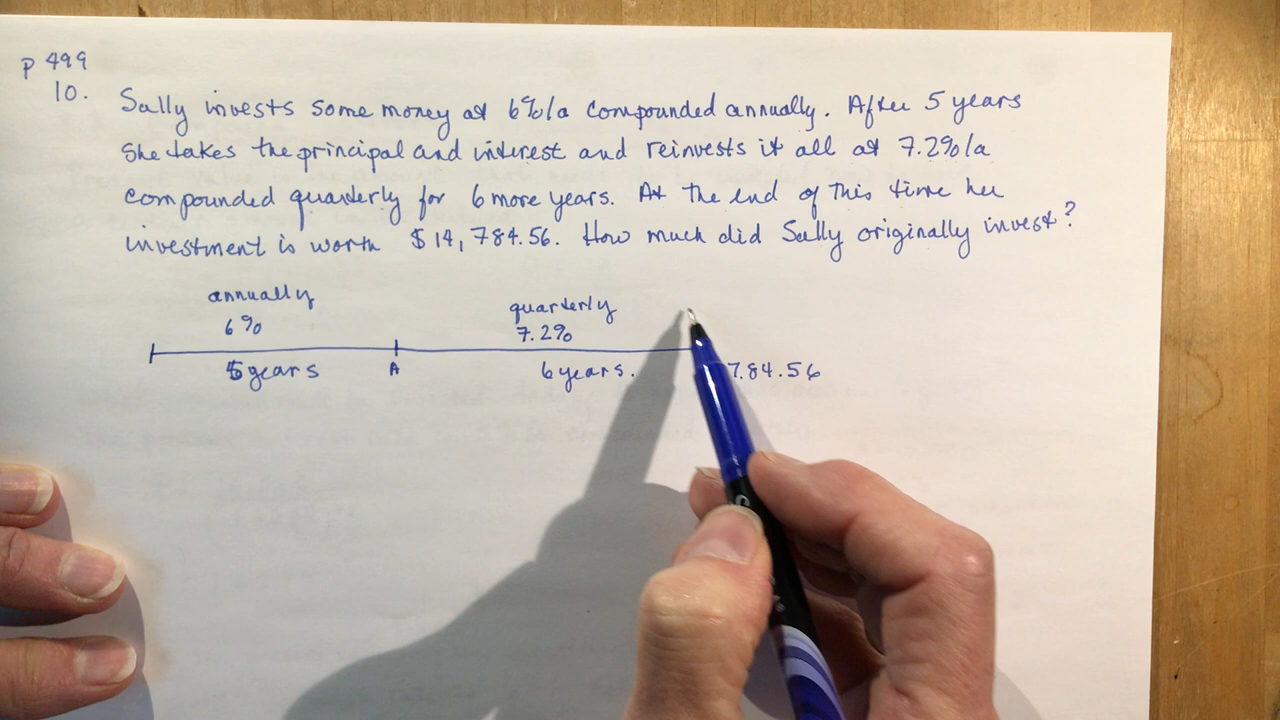 p 499
10. Sally invests some money at 6%/a compounded annually. After 5 years
she takes the principal and interest and reinvests it all at 7.2%/a
compounded quarterly for 6 more years. At the end of this time her
investment is worth $14,784.56. How much did Sally originally invest?
annually quarterly
6% 7.2%
5 years A 6 years. 784.56